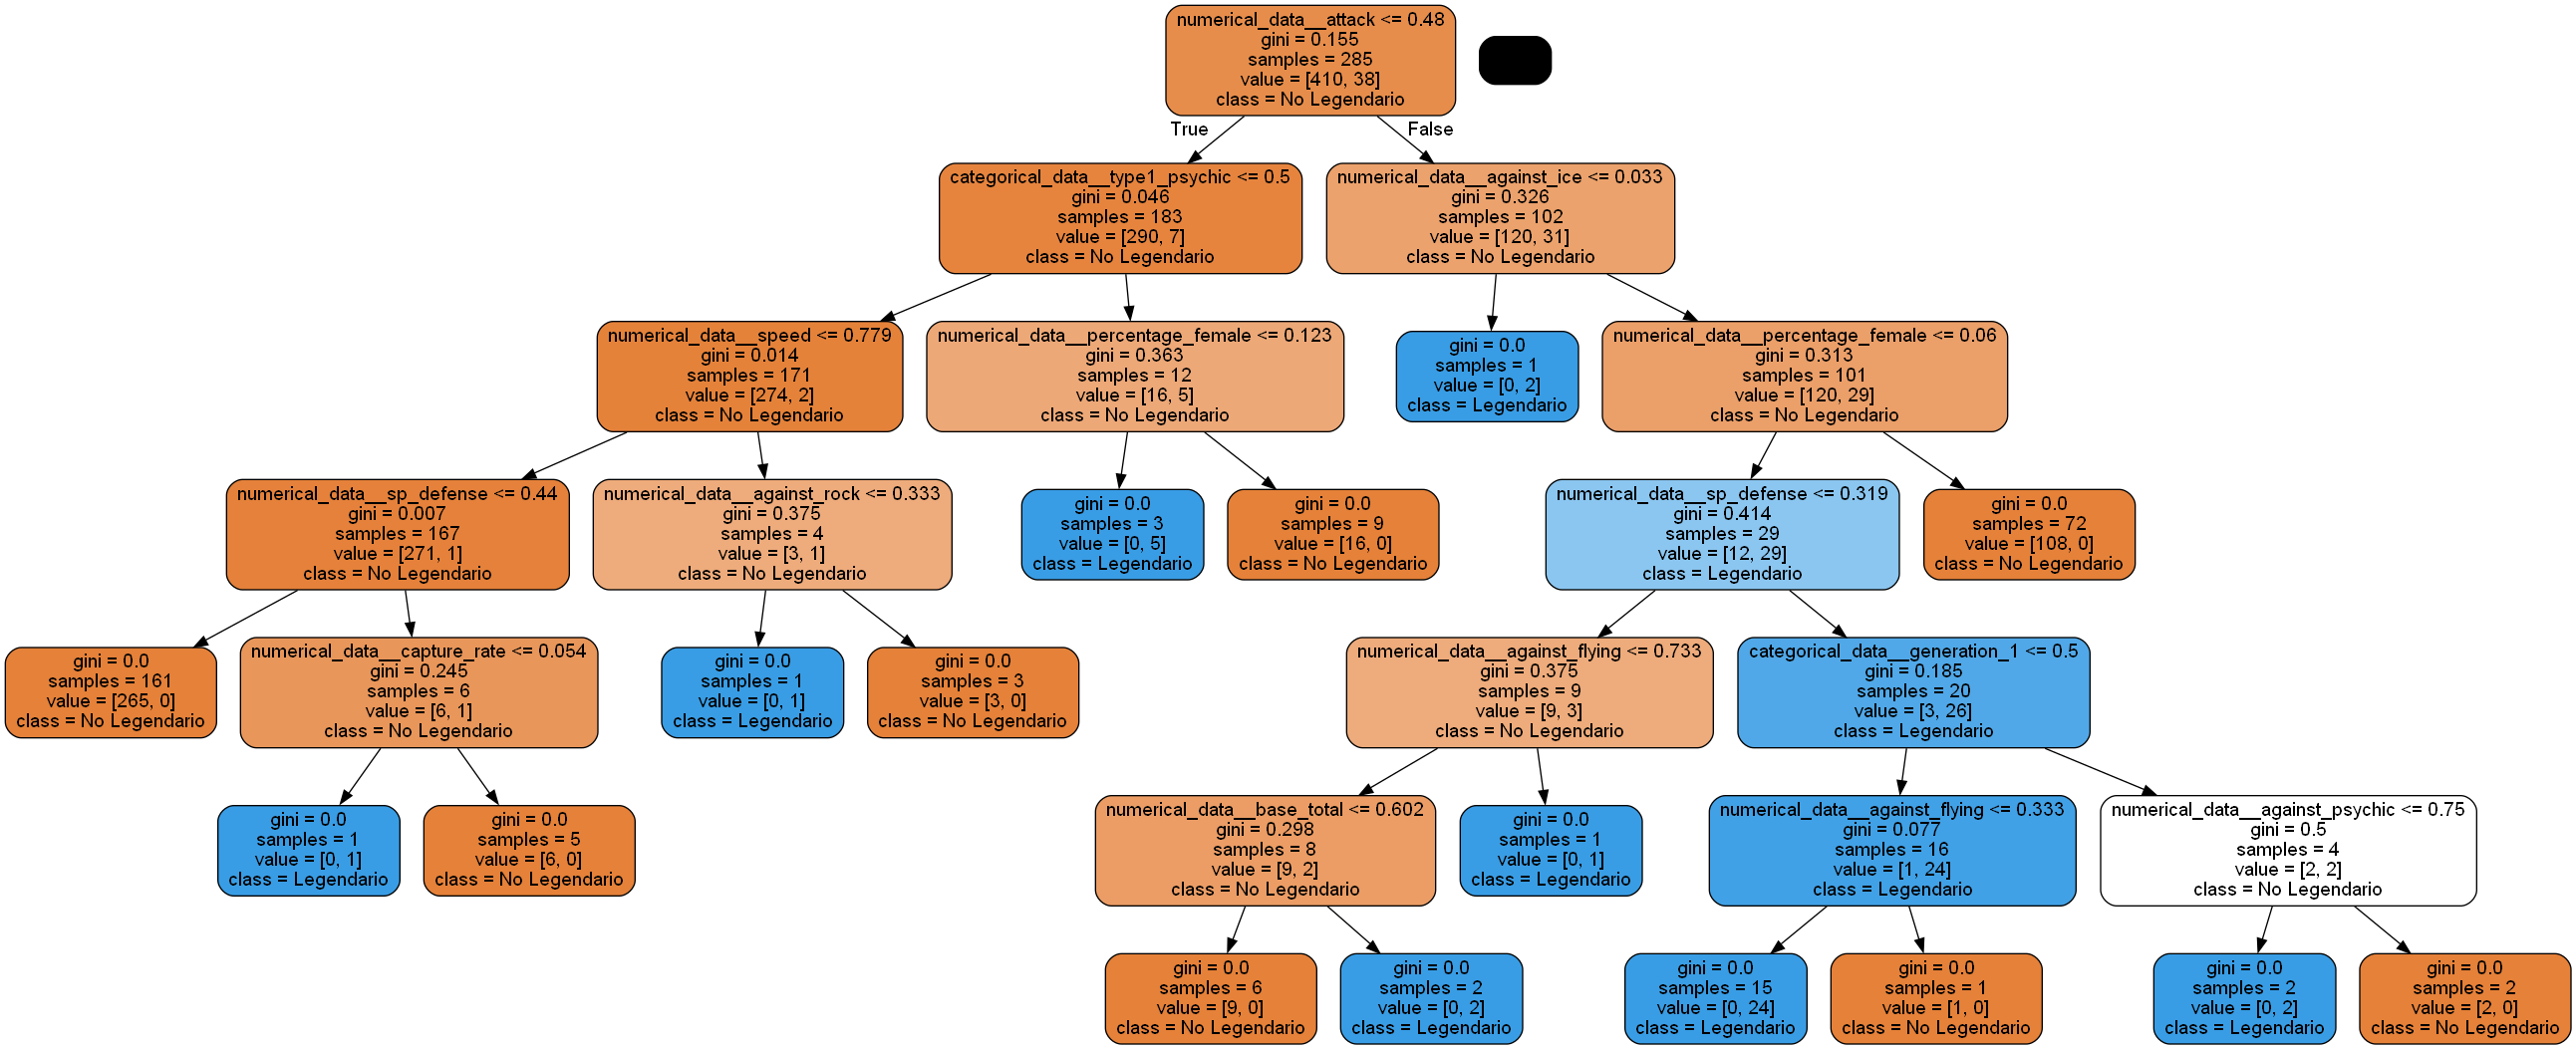 numerical_data__attack <= 0.48
gini = 0.155
samples = 285
value = [410, 38]
class = No Legendario
True
False
categorical_data__type1_psychic <= 0.5
gini = 0.046
samples = 183
value = [290, 7]
class = No Legendario
numerical_data__against_ice <= 0.033
gini = 0.326
samples = 102
value = [120, 31]
class = No Legendario
numerical_data__speed <= 0.779
gini = 0.014
samples = 171
value = [274, 2]
class = No Legendario
numerical_data__percentage_female <= 0.123
gini = 0.363
samples = 12
value = [16, 5]
class = No Legendario
gini = 0.0
samples = 1
value = [0, 2]
class = Legendario
numerical_data__percentage_female <= 0.06
gini = 0.313
samples = 101
value = [120, 29]
class = No Legendario
numerical_data__sp_defense <= 0.44
gini = 0.007
samples = 167
value = [271, 1]
class = No Legendario
numerical_data__against_rock <= 0.333
gini = 0.375
samples = 4
value = [3, 1]
class = No Legendario
gini = 0.0
samples = 3
value = [0, 5]
class = Legendario
gini = 0.0
samples = 9
value = [16, 0]
class = No Legendario
numerical_data__sp_defense <= 0.319
gini = 0.414
samples = 29
value = [12, 29]
class = Legendario
gini = 0.0
samples = 72
value = [108, 0]
class = No Legendario
gini = 0.0
samples = 161
value = [265, 0]
class = No Legendario
numerical_data__capture_rate <= 0.054
gini = 0.245
samples = 6
value = [6, 1]
class = No Legendario
gini = 0.0
samples = 1
value = [0, 1]
class = Legendario
gini = 0.0
samples = 3
value = [3, 0]
class = No Legendario
numerical_data__against_flying <= 0.733
gini = 0.375
samples = 9
value = [9, 3]
class = No Legendario
categorical_data__generation_1 <= 0.5
gini = 0.185
samples = 20
value = [3, 26]
class = Legendario
gini = 0.0
samples = 1
value = [0, 1]
class = Legendario
gini = 0.0
samples = 5
value = [6, 0]
class = No Legendario
numerical_data__base_total <= 0.602
gini = 0.298
samples = 8
value = [9, 2]
class = No Legendario
gini = 0.0
samples = 1
value = [0, 1]
class = Legendario
numerical_data__against_flying <= 0.333
gini = 0.077
samples = 16
value = [1, 24]
class = Legendario
numerical_data__against_psychic <= 0.75
gini = 0.5
samples = 4
value = [2, 2]
class = No Legendario
gini = 0.0
samples = 6
value = [9, 0]
class = No Legendario
gini = 0.0
samples = 2
value = [0, 2]
class = Legendario
gini = 0.0
samples = 15
value = [0, 24]
class = Legendario
gini = 0.0
samples = 1
value = [1, 0]
class = No Legendario
gini = 0.0
samples = 2
value = [0, 2]
class = Legendario
gini = 0.0
samples = 2
value = [2, 0]
class = No Legendario